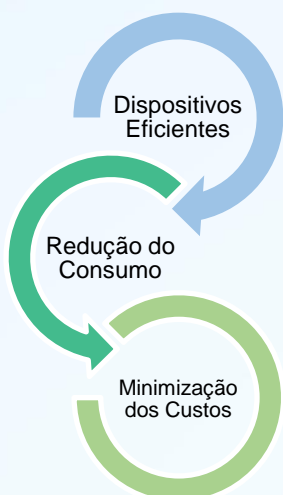 Dispositivos
Eficientes
Redução do
Consumo
Minimização
dos Custos